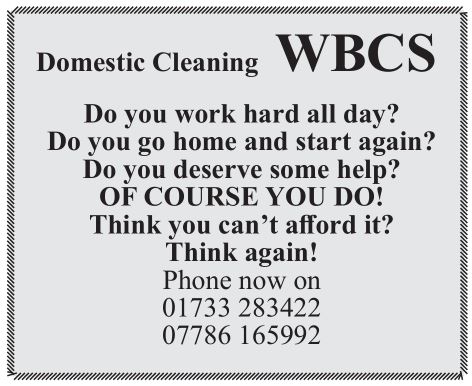 Domestic Cleaning WBCS
Do you work hard all day?
Do you go home and start again?
Do you deserve some help?
OF COURSE YOU DO!
Think you can't afford it?
Think again!
Phone now on
01733 283422
07786 165992